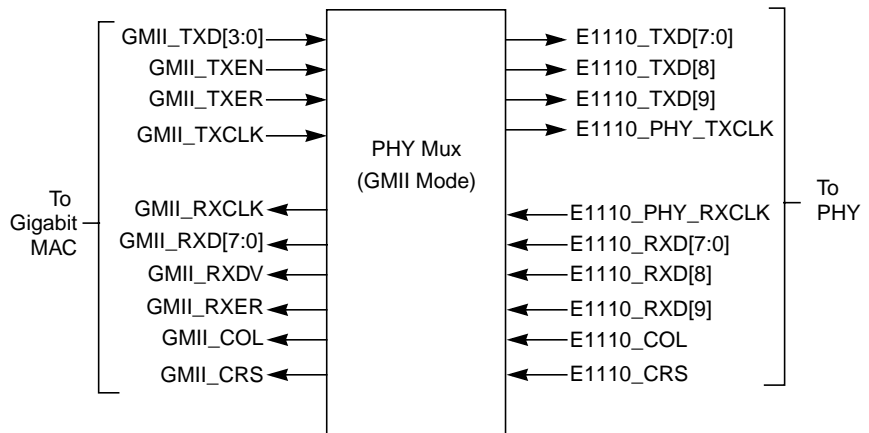 GMII_TXD[3:0]
GMII_TXEN
GMII_TXER
GMII_TXCLK
To
Gigabit
MAC
GMII_RXCLK
GMII_RXD[7:0]
GMII_RXDV
GMII_RXER
GMII_COL
GMII_CRS
PHY Mux
(GMII Mode)
E1110_TXD[7:0]
E1110_TXD[8]
E1110_TXD[9]
E1110_PHY_TXCLK
E1110_PHY_RXCLK
E1110_RXD[7:0]
E1110_RXD[8]
E1110_RXD[9]
E1110_COL
E1110_CRS
To
PHY